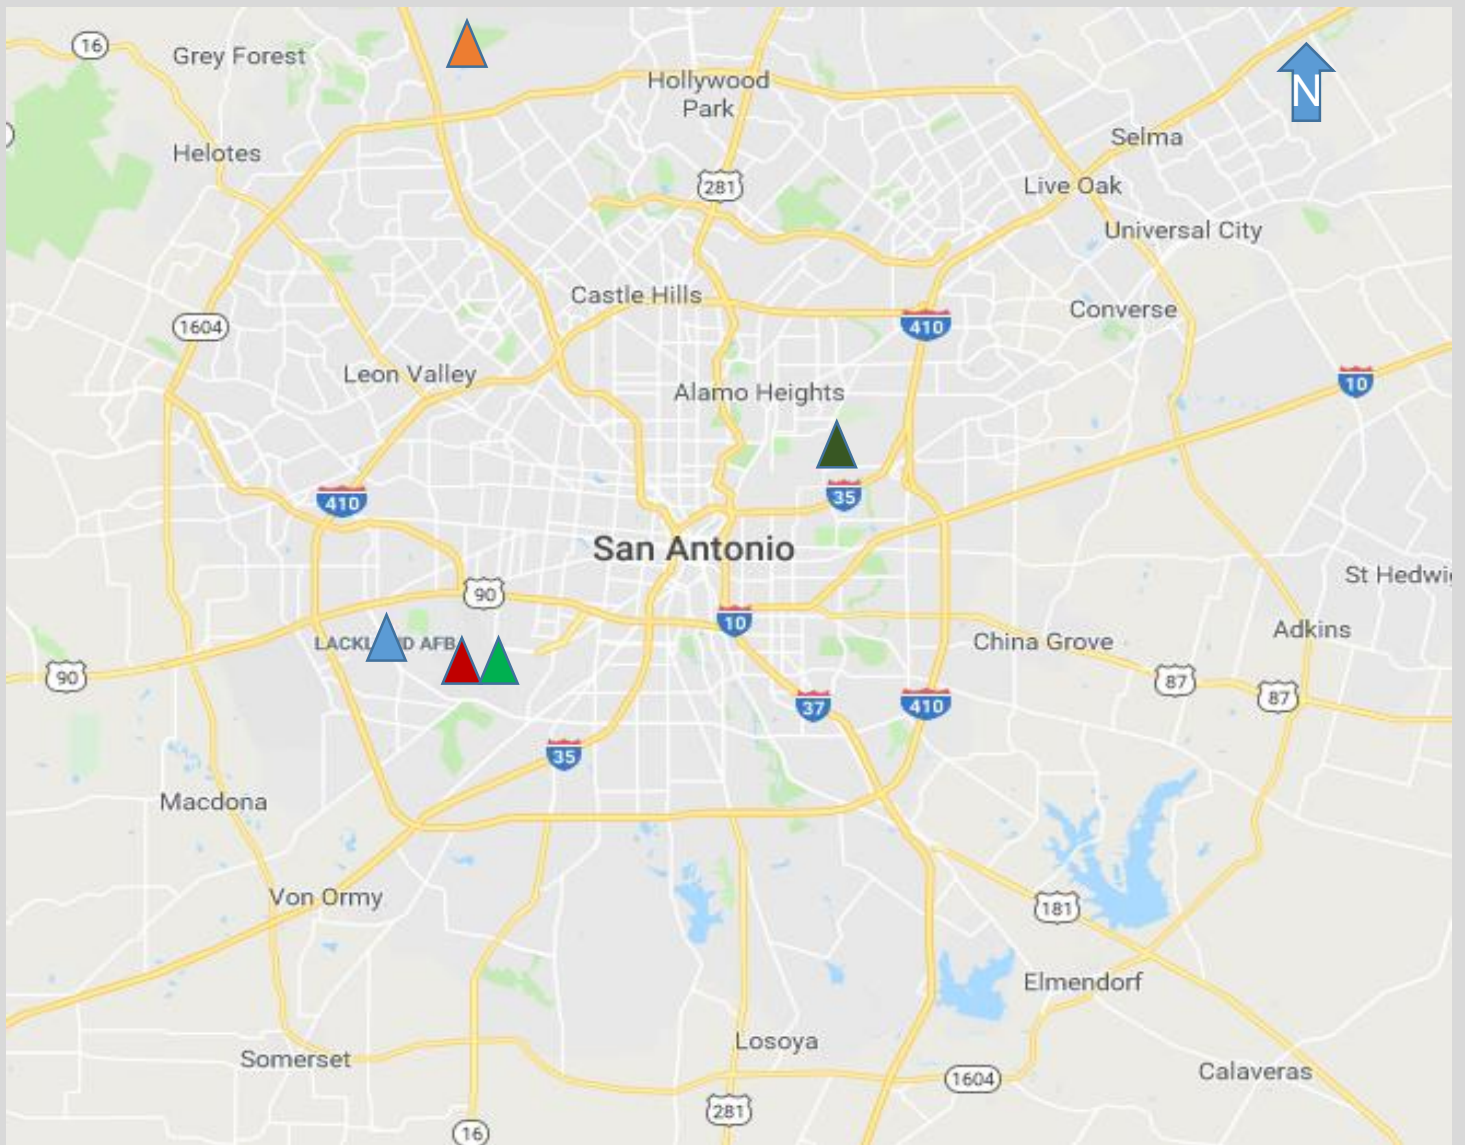 16
Grey Forest
Hollywood
Park
N
Selma
Helotes
281
Live Oak
Universal City
Castle Hills
Converse
1604
410
Leon Valley
10
Alamo Heights
410
35
San Antonio
St Hedwi
90
10
Adkins
LACKL D AFB
China Grove
90
87
87
37
410
35
Macdona
Von Ormy
181
Elmendorf
Losoya
Somerset
Calaveras
1604
281
16